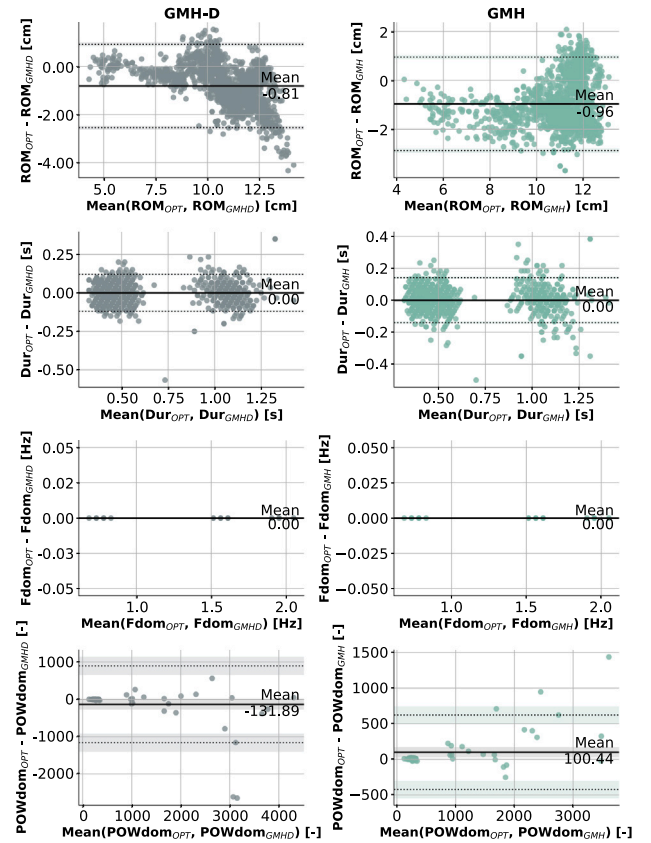 GMH-D
GMH
ROM_OPT - ROM_GMHD [cm]
0.00
-2.00
-4.00
Mean
-0.81
5.0 7.5 10.0 12.5
Mean(ROM_OPT, ROM_GMHD) [cm]
ROM_OPT - ROM_GMH [cm]
2
0
−2
Mean
-0.96
4 6 8 10 12
Mean(ROM_OPT, ROM_GMH) [cm]
Dur_OPT - Dur_GMHD [s]
0.25
0.00
-0.25
-0.50
Mean
0.00
0.50 0.75 1.00 1.25
Mean(Dur_OPT, Dur_GMHD) [s]
Dur_OPT - Dur_GMH [s]
0.4
0.2
0.0
−0.2
−0.4
Mean
0.00
0.50 0.75 1.00 1.25
Mean(Dur_OPT, Dur_GMH) [s]
Fdom_OPT - Fdom_GMHD [Hz]
0.05
0.02
0.00
-0.03
-0.05
Mean
0.00
1.0 1.5 2.0
Mean(Fdom_OPT, Fdom_GMHD) [Hz]
Fdom_OPT - Fdom_GMH [Hz]
0.050
0.025
0.000
−0.025
−0.050
Mean
0.00
1.0 1.5 2.0
Mean(Fdom_OPT, Fdom_GMH) [Hz]
POWdom_OPT - POWdom_GMHD [-]
1000
0
-1000
-2000
Mean
-131.89
0 1000 2000 3000 4000
Mean(POWdom_OPT, POWdom_GMHD) [-]
POWdom_OPT - POWdom_GMH [-]
1500
1000
500
0
−500
Mean
100.44
0 1000 2000 3000
Mean(POWdom_OPT, POWdom_GMH) [-]